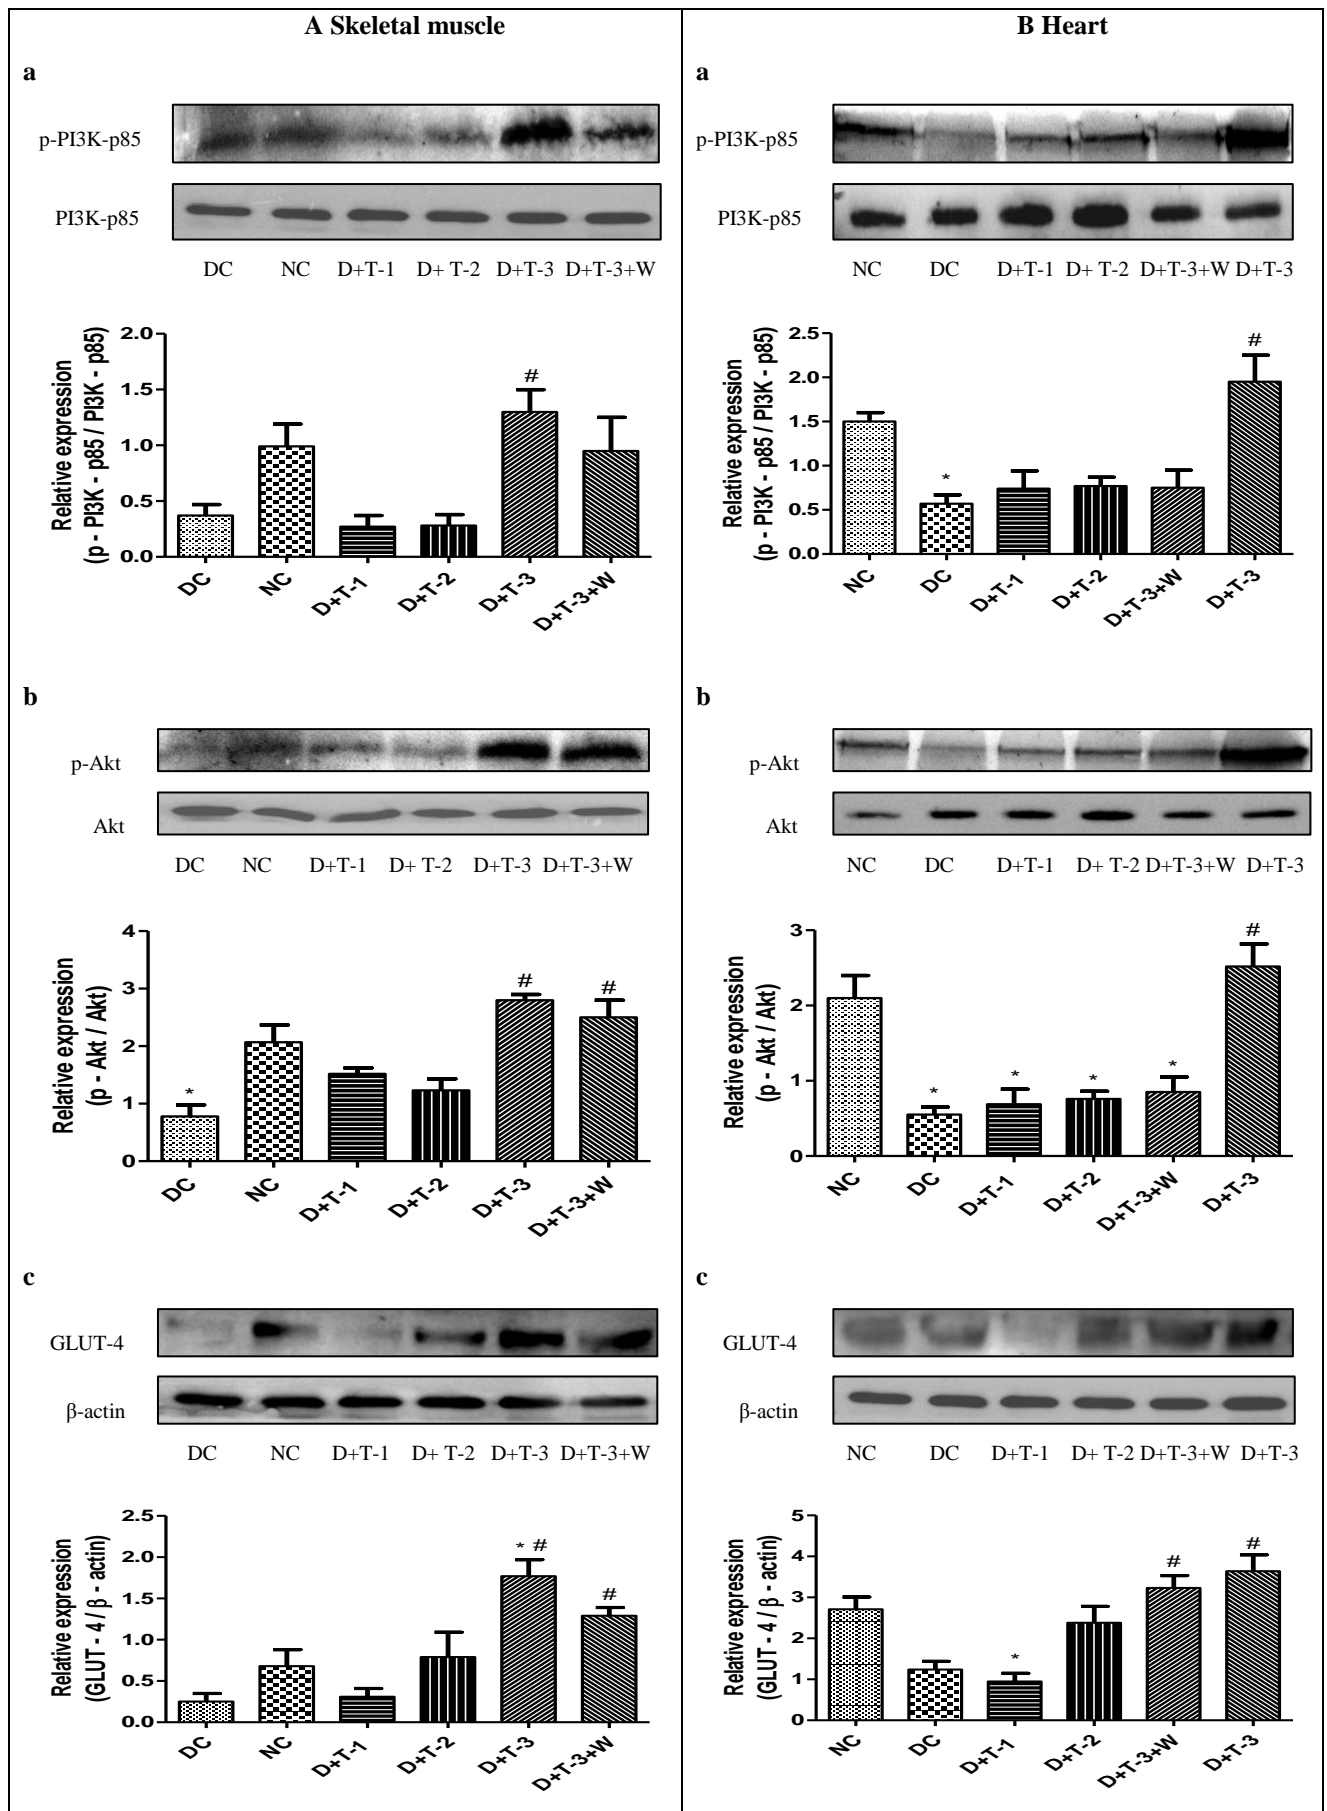 A Skeletal muscle
a
p-PI3K-p85
PI3K-p85
DC NC D+T-1 D+ T-2 D+T-3 D+T-3+W
Relative expression
(p - PI3K - p85 / PI3K - p85)
2.0
1.5
1.0
0.5
0.0
#
DC NC D+T-1 D+T-2 D+T-3 D+T-3+W
b
p-Akt
Akt
DC NC D+T-1 D+ T-2 D+T-3 D+T-3+W
Relative expression
(p - Akt / Akt)
4
3
2
1
0
* # #
DC NC D+T-1 D+T-2 D+T-3 D+T-3+W
c
GLUT-4
β-actin
DC NC D+T-1 D+ T-2 D+T-3 D+T-3+W
Relative expression
(GLUT - 4 / β - actin)
2.5
2.0
1.5
1.0
0.5
0.0
* # #
DC NC D+T-1 D+T-2 D+T-3 D+T-3+W
B Heart
a
p-PI3K-p85
PI3K-p85
NC DC D+T-1 D+ T-2 D+T-3+W D+T-3
Relative expression
(p - PI3K - p85 / PI3K - p85)
2.5
2.0
1.5
1.0
0.5
0.0
* #
NC DC D+T-1 D+T-2 D+T-3+W D+T-3
b
p-Akt
Akt
NC DC D+T-1 D+ T-2 D+T-3+W D+T-3
Relative expression
(p - Akt / Akt)
3
2
1
0
* * * * #
NC DC D+T-1 D+T-2 D+T-3+W D+T-3
c
GLUT-4
β-actin
NC DC D+T-1 D+ T-2 D+T-3+W D+T-3
Relative expression
(GLUT - 4 / β - actin)
5
4
3
2
1
0
* # #
NC DC D+T-1 D+T-2 D+T-3+W D+T-3